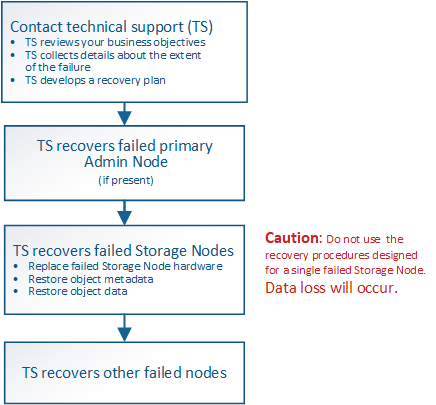 Contact technical support (TS)
• TS reviews your business objectives
• TS collects details about the extent
of the failure
• TS develops a recovery plan
TS recovers failed primary
Admin Node
(if present)
TS recovers failed Storage Nodes
• Replace failed Storage Node hardware
• Restore object metadata
• Restore object data
Caution: Do not use the
recovery procedures designed
for a single failed Storage Node.
Data loss will occur.
TS recovers other failed nodes